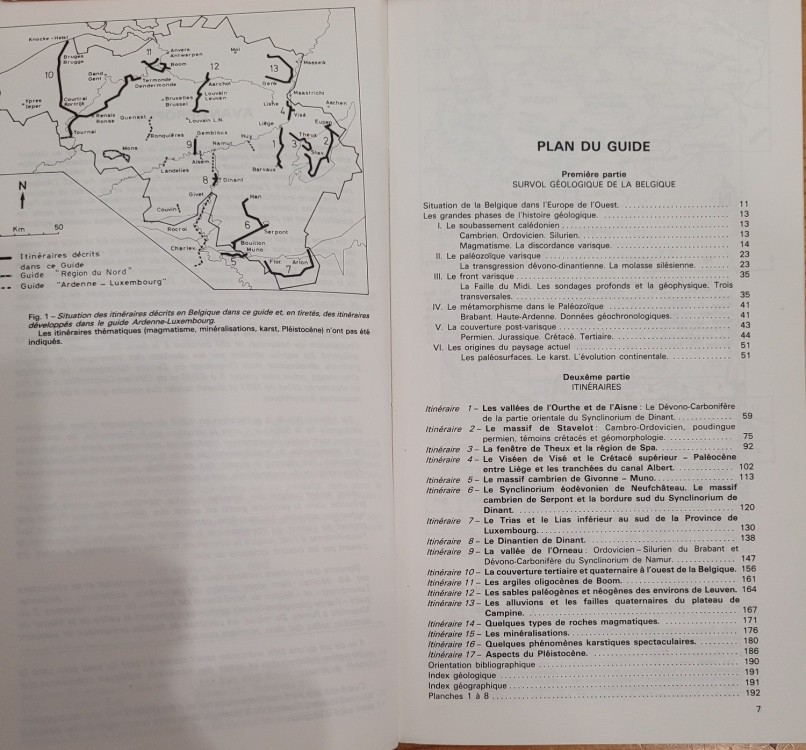 Knocke-Heist
Bruges
Brugge
10
Gand
Gent
Ypres
Ieper
Courtrai
Kortrijk
Renaix
Ronse
Tournai
11
Anvers
Antwerpen
Boom
Termonde
Dendermonde
Mol
12
Aarschot
Louvain
Leuven
Bruxelles
Brussel
Louvain L.N.
13
Maaseik
Genk
Maastricht
Lixhe
4
Visé
Aachen
Liège
Eupen
Quenast
Ronquières
Gembloux
9
Namur
Huy
1
3
Theux
2
Stav.
Mons
Landelies
8
Dinant
Barvaux
Givet
Han
Couvin
6
Serpont
Rocroi
Bouillon
Muno
Charlev.
5
Flor.
Arlon
7
N
Km
50
Itinéraires décrits
dans ce Guide
Guide "Région du Nord"
Guide "Ardenne - Luxembourg"
Fig. 1 – Situation des itinéraires décrits en Belgique dans ce guide et, en tiretés, des itinéraires
développés dans le guide Ardenne-Luxembourg.
Les itinéraires thématiques (magmatisme, minéralisations, karst, Pléistocène) n'ont pas été
indiqués.
PLAN DU GUIDE
Première partie
SURVOL GÉOLOGIQUE DE LA BELGIQUE
Situation de la Belgique dans l'Europe de l'Ouest. 11
Les grandes phases de l'histoire géologique. 13
I. Le soubassement calédonien 13
Cambrien. Ordovicien. Silurien. 13
Magmatisme. La discordance varisque. 14
II. Le paléozoïque varisque 23
La transgression dévono-dinantienne. La molasse silésienne. 23
III. Le front varisque 35
La Faille du Midi. Les sondages profonds et la géophysique. Trois
transversales. 35
IV. Le métamorphisme dans le Paléozoïque 41
Brabant. Haute-Ardenne. Données géochronologiques. 41
V. La couverture post-varisque 43
Permien. Jurassique. Crétacé. Tertiaire. 44
VI. Les origines du paysage actuel 51
Les paléosurfaces. Le karst. L'évolution continentale. 51
Deuxième partie
ITINÉRAIRES
Itinéraire 1 – Les vallées de l'Ourthe et de l'Aisne : Le Dévono-Carbonifère
de la partie orientale du Synclinorium de Dinant. 59
Itinéraire 2 – Le massif de Stavelot : Cambro-Ordovicien, poudingue
permien, témoins crétacés et géomorphologie. 75
Itinéraire 3 – La fenêtre de Theux et la région de Spa. 92
Itinéraire 4 – Le Viséen de Visé et le Crétacé supérieur – Paléocène
entre Liège et les tranchées du canal Albert. 102
Itinéraire 5 – Le massif cambrien de Givonne – Muno. 113
Itinéraire 6 – Le Synclinorium éodévonien de Neufchâteau. Le massif
cambrien de Serpont et la bordure sud du Synclinorium de
Dinant. 120
Itinéraire 7 – Le Trias et le Lias inférieur au sud de la Province de
Luxembourg. 130
Itinéraire 8 – Le Dinantien de Dinant. 138
Itinéraire 9 – La vallée de l'Orneau : Ordovicien – Silurien du Brabant et
Dévono-Carbonifère du Synclinorium de Namur. 147
Itinéraire 10 – La couverture tertiaire et quaternaire à l'ouest de la Belgique. 156
Itinéraire 11 – Les argiles oligocènes de Boom. 161
Itinéraire 12 – Les sables paléogènes et néogènes des environs de Leuven. 164
Itinéraire 13 – Les alluvions et les failles quaternaires du plateau de
Campine. 167
Itinéraire 14 – Quelques types de roches magmatiques. 171
Itinéraire 15 – Les minéralisations. 176
Itinéraire 16 – Quelques phénomènes karstiques spectaculaires. 180
Itinéraire 17 – Aspects du Pléistocène. 186
Orientation bibliographique 190
Index géologique 191
Index géographique 191
Planches 1 à 8 192
7